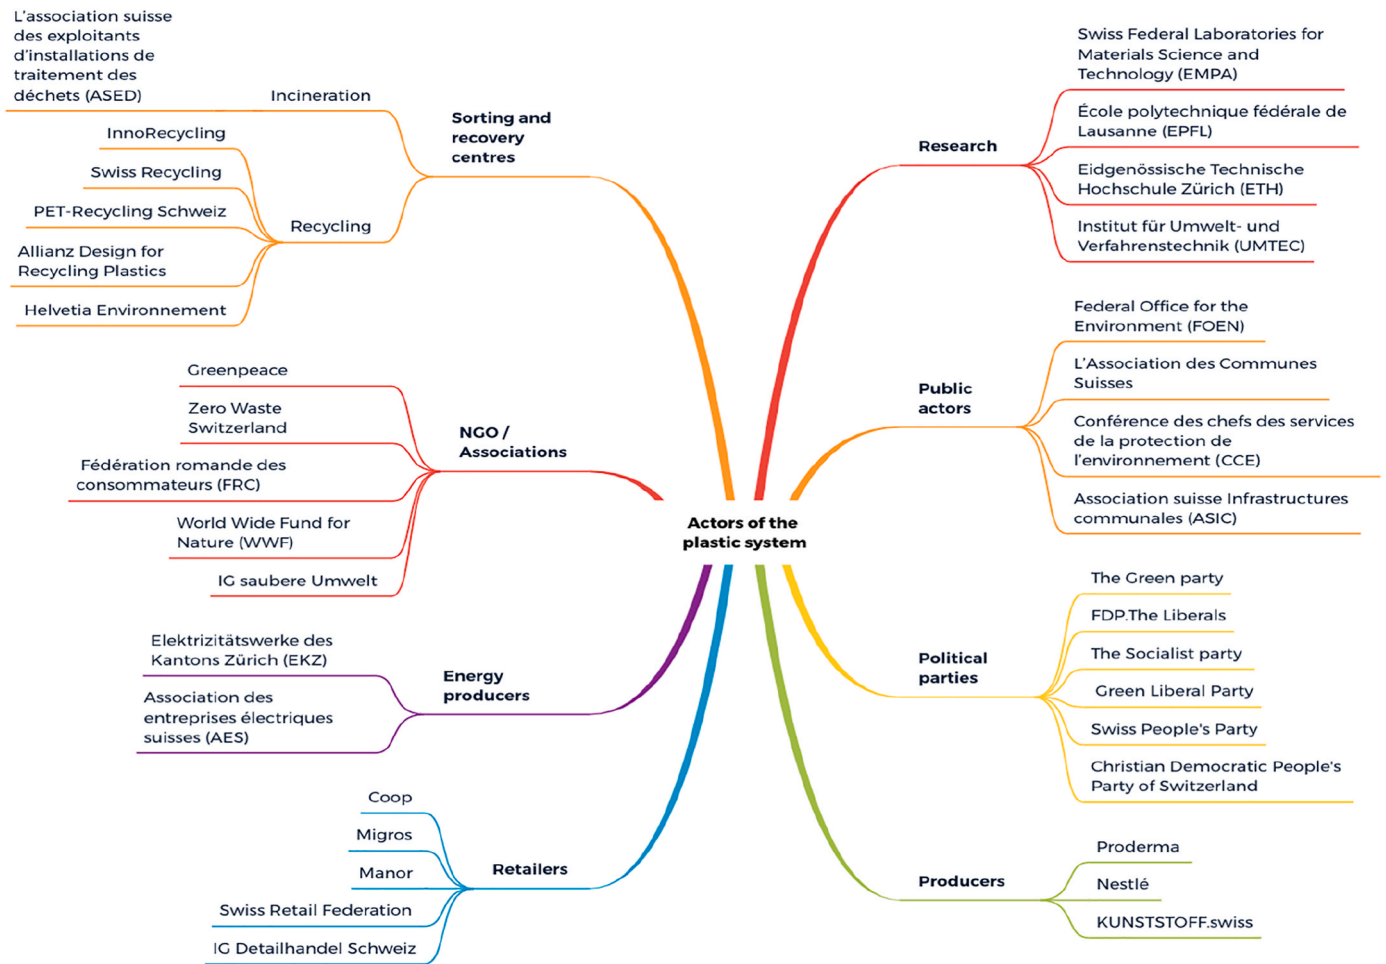 L'association suisse
des exploitants
d'installations de
traitement des
déchets (ASED)
Incineration
InnoRecycling
Swiss Recycling
PET-Recycling Schweiz
Allianz Design for
Recycling Plastics
Helvetia Environnement
Recycling
Sorting and
recovery
centres
Greenpeace
Zero Waste
Switzerland
Fédération romande des
consommateurs (FRC)
World Wide Fund for
Nature (WWF)
IG saubere Umwelt
NGO /
Associations
Elektrizitätswerke des
Kantons Zürich (EKZ)
Association des
entreprises électriques
suisses (AES)
Energy
producers
Coop
Migros
Manor
Swiss Retail Federation
IG Detailhandel Schweiz
Retailers
Actors of the
plastic system
Research
Swiss Federal Laboratories for
Materials Science and
Technology (EMPA)
École polytechnique fédérale de
Lausanne (EPFL)
Eidgenössische Technische
Hochschule Zürich (ETH)
Institut für Umwelt- und
Verfahrenstechnik (UMTEC)
Public
actors
Federal Office for the
Environment (FOEN)
L'Association des Communes
Suisses
Conférence des chefs des services
de la protection de
l'environnement (CCE)
Association suisse Infrastructures
communales (ASIC)
Political
parties
The Green party
FDP.The Liberals
The Socialist party
Green Liberal Party
Swiss People's Party
Christian Democratic People's
Party of Switzerland
Producers
Proderma
Nestlé
KUNSTSTOFF.swiss